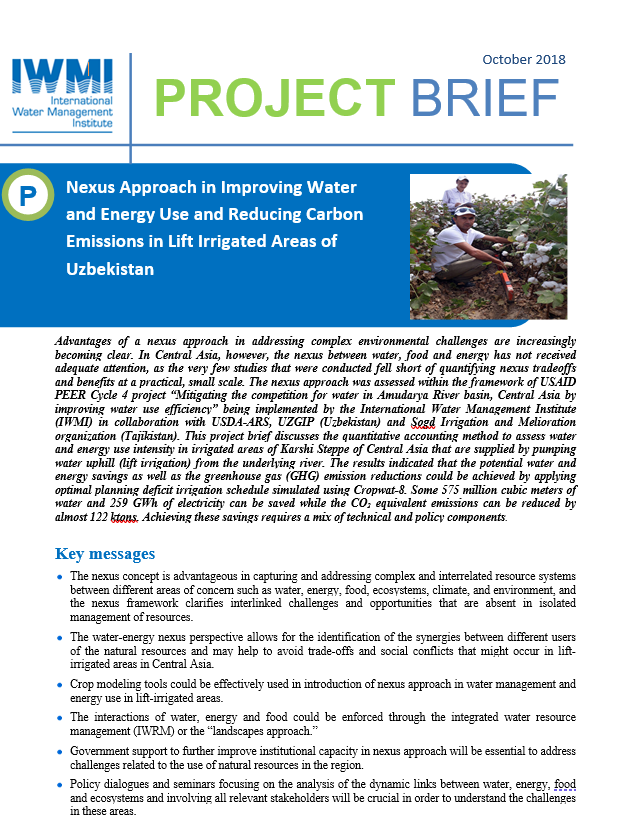 October 2018
IWMI
International
Water Management
Institute
PROJECT BRIEF
P
Nexus Approach in Improving Water
and Energy Use and Reducing Carbon
Emissions in Lift Irrigated Areas of
Uzbekistan
Advantages of a nexus approach in addressing complex environmental challenges are increasingly
becoming clear. In Central Asia, however, the nexus between water, food and energy has not received
adequate attention, as the very few studies that were conducted fell short of quantifying nexus tradeoffs
and benefits at a practical, small scale. The nexus approach was assessed within the framework of USAID
PEER Cycle 4 project “Mitigating the competition for water in Amudarya River basin, Central Asia by
improving water use efficiency” being implemented by the International Water Management Institute
(IWMI) in collaboration with USDA-ARS, UZGIP (Uzbekistan) and Sogd Irrigation and Melioration
organization (Tajikistan). This project brief discusses the quantitative accounting method to assess water
and energy use intensity in irrigated areas of Karshi Steppe of Central Asia that are supplied by pumping
water uphill (lift irrigation) from the underlying river. The results indicated that the potential water and
energy savings as well as the greenhouse gas (GHG) emission reductions could be achieved by applying
optimal planning deficit irrigation schedule simulated using Cropwat-8. Some 575 million cubic meters of
water and 259 GWh of electricity can be saved while the CO₂ equivalent emissions can be reduced by
almost 122 ktons. Achieving these savings requires a mix of technical and policy components.
Key messages
• The nexus concept is advantageous in capturing and addressing complex and interrelated resource systems
between different areas of concern such as water, energy, food, ecosystems, climate, and environment, and
the nexus framework clarifies interlinked challenges and opportunities that are absent in isolated
management of resources.
• The water-energy nexus perspective allows for the identification of the synergies between different users
of the natural resources and may help to avoid trade-offs and social conflicts that might occur in lift-
irrigated areas in Central Asia.
• Crop modeling tools could be effectively used in introduction of nexus approach in water management and
energy use in lift-irrigated areas.
• The interactions of water, energy and food could be enforced through the integrated water resource
management (IWRM) or the “landscapes approach.”
• Government support to further improve institutional capacity in nexus approach will be essential to address
challenges related to the use of natural resources in the region.
• Policy dialogues and seminars focusing on the analysis of the dynamic links between water, energy, food
and ecosystems and involving all relevant stakeholders will be crucial in order to understand the challenges
in these areas.